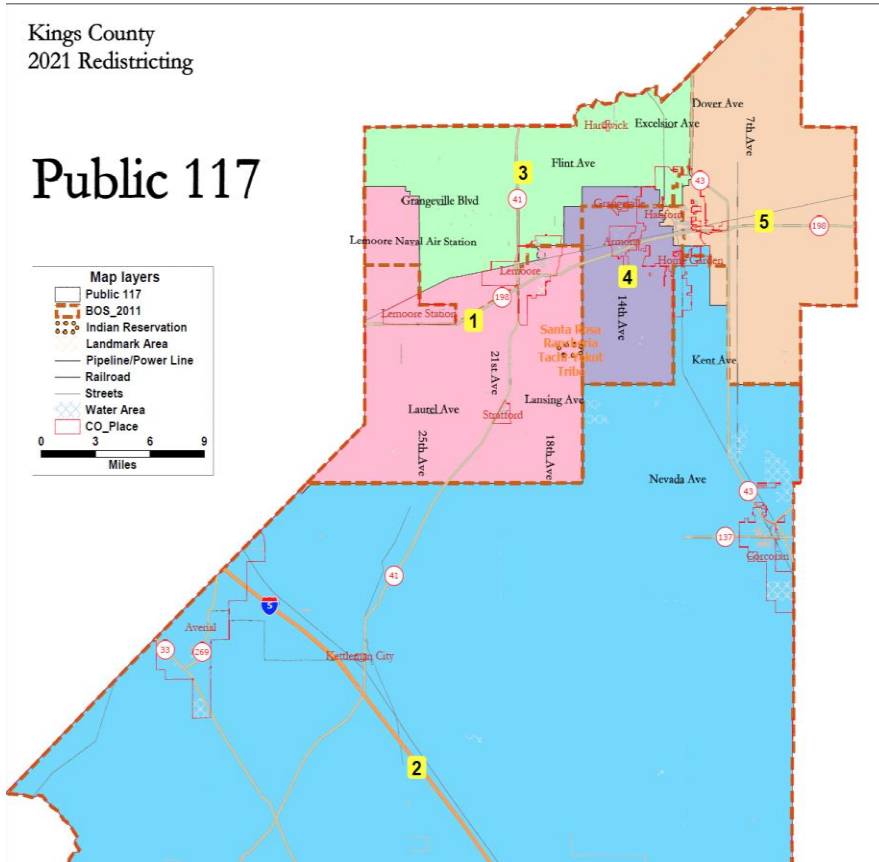 Kings County
2021 Redistricting
Public 117
Map layers
Public 117
BOS_2011
Indian Reservation
Landmark Area
Pipeline/Power Line
Railroad
Streets
Water Area
CO_Place
0 3 6 9
Miles
Dover Ave
7th Ave
Hardwick
Excelsior Ave
Flint Ave
3
43
41
Grangeville Blvd
Grangeville
Hanford
5
198
Lemoore Naval Air Station
Armona
Lemoore
Home Garden
4
198
14th Ave
Lemoore Station
1
Santa Rosa
Rancheria
Tachi Yokut
Tribe
21st Ave
Kent Ave
Laurel Ave
Lansing Ave
Stratford
25th Ave
18th Ave
Nevada Ave
43
137
Corcoran
41
5
Avenal
33
269
Kettleman City
2